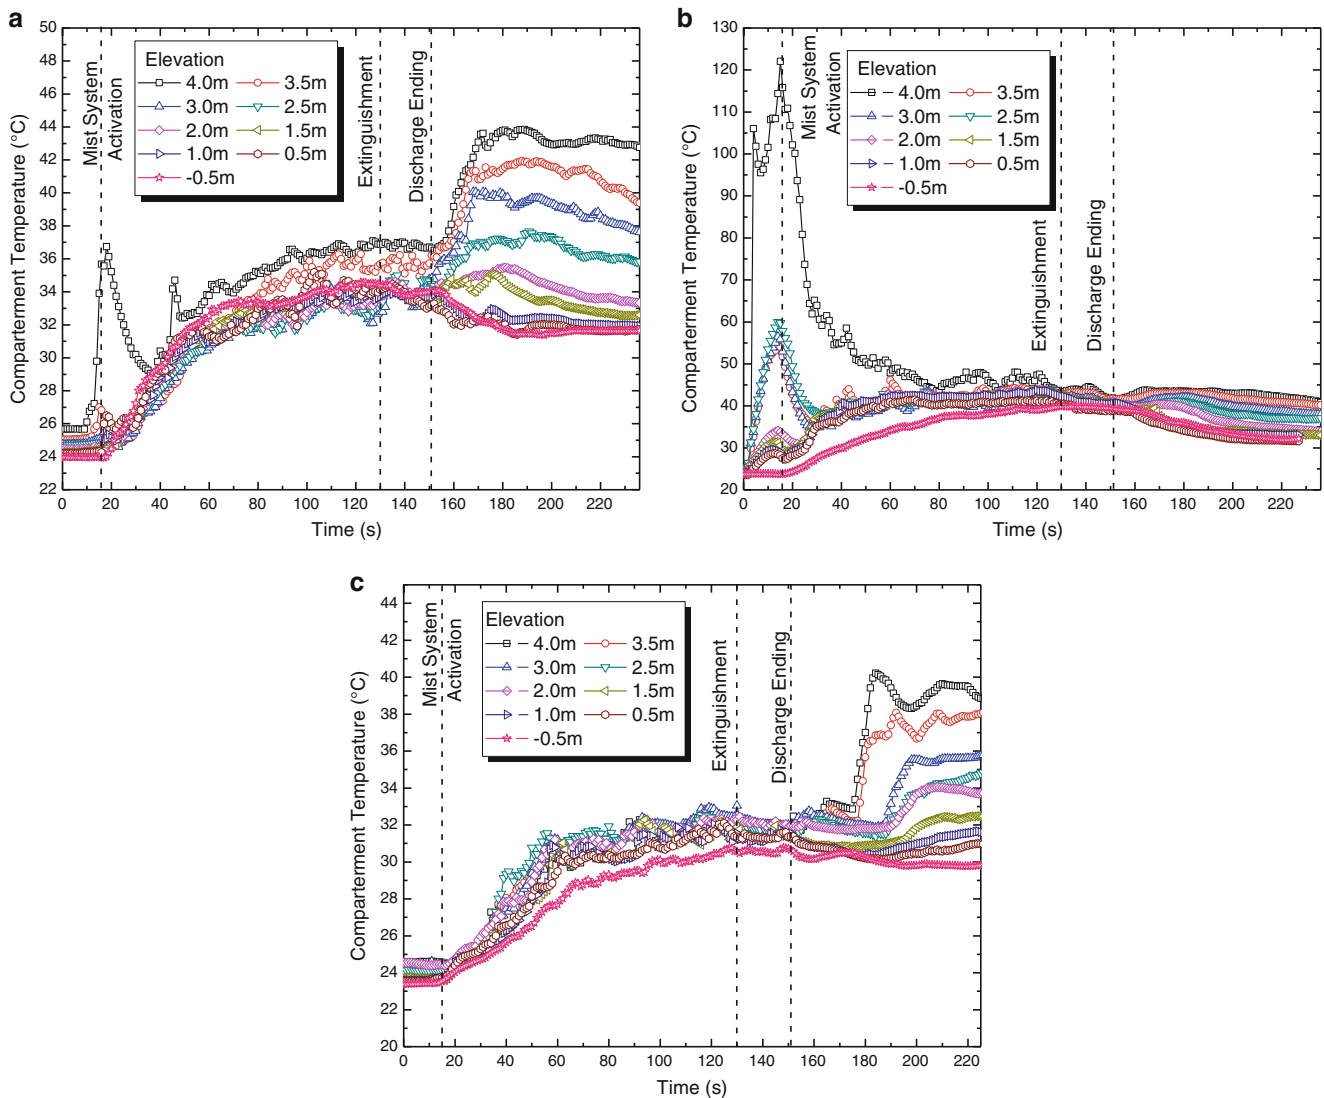 a
50
48
46
44
42
40
38
36
34
32
30
28
26
24
22
0 20 40 60 80 100 120 140 160 180 200 220
Comparterment Temperature (°C)
Time (s)
Mist System
Activation
Extinguishment
Discharge Ending
Elevation
4.0m 3.5m
3.0m 2.5m
2.0m 1.5m
1.0m 0.5m
-0.5m
b
130
120
110
100
90
80
70
60
50
40
30
20
0 20 40 60 80 100 120 140 160 180 200 220
Compartement Temperature (°C)
Time (s)
Mist System
Activation
Extinguishment
Discharge Ending
Elevation
4.0m 3.5m
3.0m 2.5m
2.0m 1.5m
1.0m 0.5m
-0.5m
c
44
42
40
38
36
34
32
30
28
26
24
22
20
0 20 40 60 80 100 120 140 160 180 200 220
Comparterment Temperature (°C)
Time (s)
Mist System
Activation
Extinguishment
Discharge Ending
Elevation
4.0m 3.5m
3.0m 2.5m
2.0m 1.5m
1.0m 0.5m
-0.5m